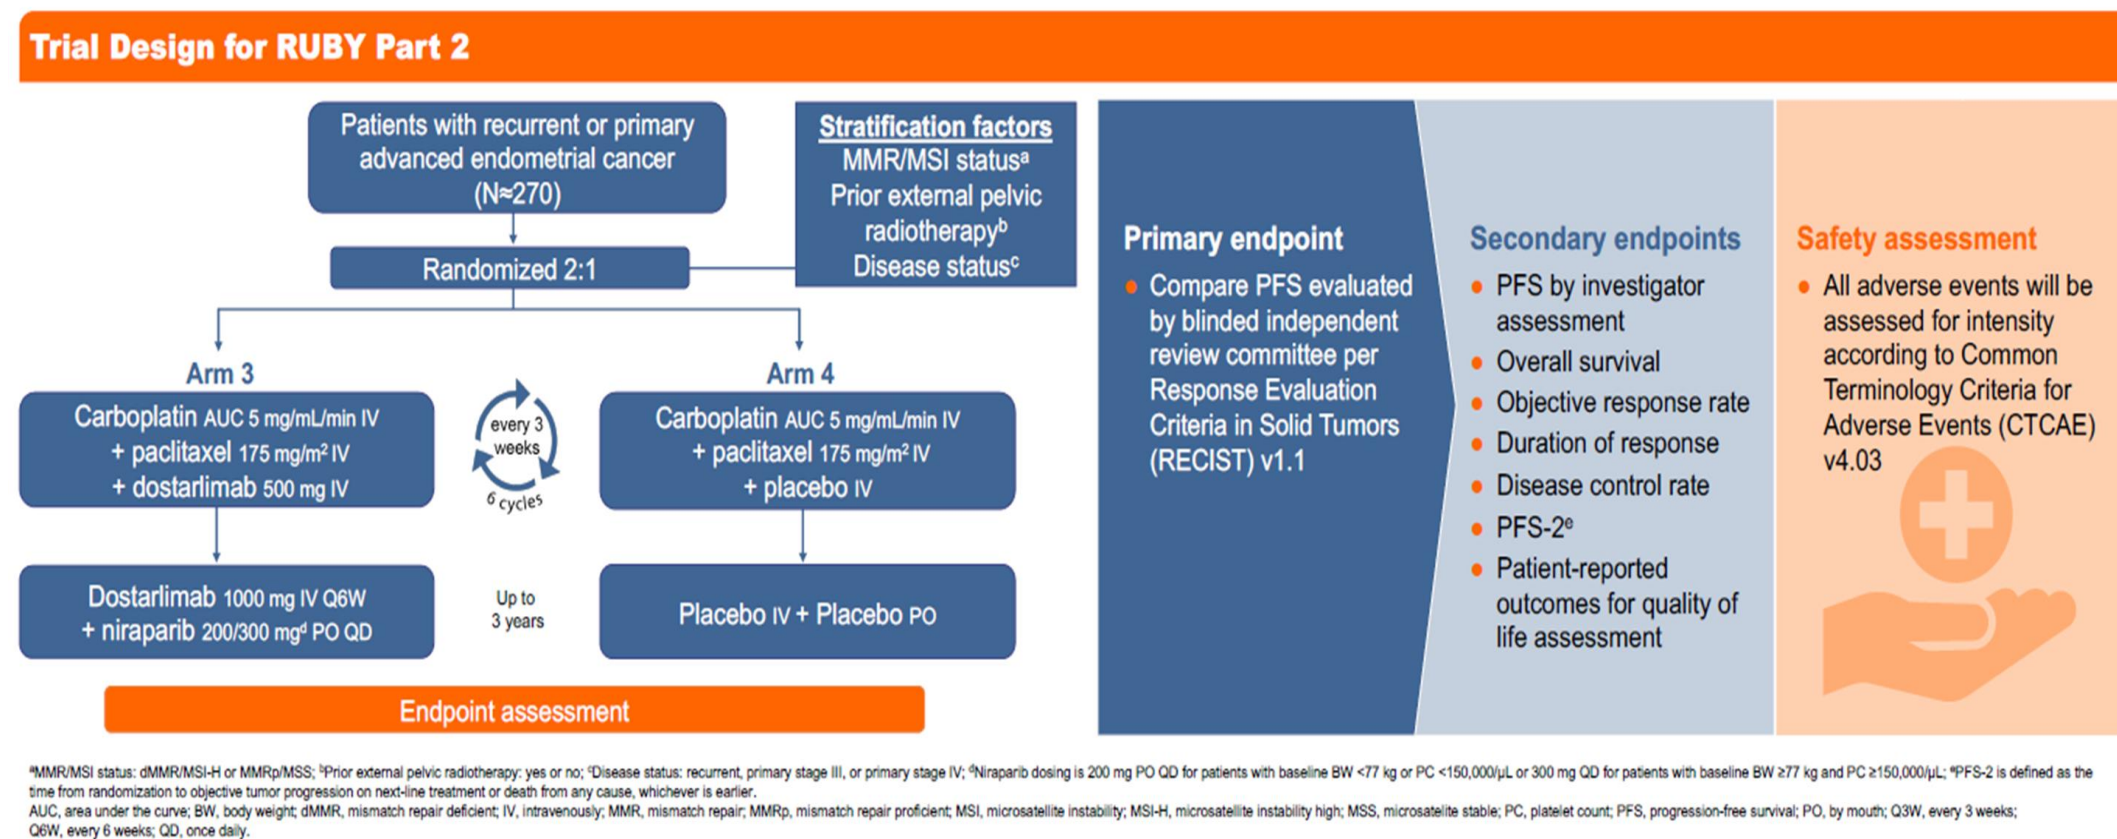 Trial Design for RUBY Part 2
Patients with recurrent or primary
advanced endometrial cancer
(N≈270)
Stratification factors
MMR/MSI statusᵃ
Prior external pelvic
radiotherapyᵇ
Disease statusᶜ
Randomized 2:1
Arm 3
Carboplatin AUC 5 mg/mL/min IV
+ paclitaxel 175 mg/m² IV
+ dostarlimab 500 mg IV
every 3
weeks
6 cycles
Arm 4
Carboplatin AUC 5 mg/mL/min IV
+ paclitaxel 175 mg/m² IV
+ placebo IV
Dostarlimab 1000 mg IV Q6W
+ niraparib 200/300 mgᵈ PO QD
Up to
3 years
Placebo IV + Placebo PO
Endpoint assessment
Primary endpoint
● Compare PFS evaluated
by blinded independent
review committee per
Response Evaluation
Criteria in Solid Tumors
(RECIST) v1.1
Secondary endpoints
● PFS by investigator
assessment
● Overall survival
● Objective response rate
● Duration of response
● Disease control rate
● PFS-2ᵉ
● Patient-reported
outcomes for quality of
life assessment
Safety assessment
● All adverse events will be
assessed for intensity
according to Common
Terminology Criteria for
Adverse Events (CTCAE)
v4.03
ᵃMMR/MSI status: dMMR/MSI-H or MMRp/MSS; ᵇPrior external pelvic radiotherapy: yes or no; ᶜDisease status: recurrent, primary stage III, or primary stage IV; ᵈNiraparib dosing is 200 mg PO QD for patients with baseline BW <77 kg or PC <150,000/µL or 300 mg QD for patients with baseline BW ≥77 kg and PC ≥150,000/µL; ᵉPFS-2 is defined as the
time from randomization to objective tumor progression on next-line treatment or death from any cause, whichever is earlier.
AUC, area under the curve; BW, body weight; dMMR, mismatch repair deficient; IV, intravenously; MMR, mismatch repair; MMRp, mismatch repair proficient; MSI, microsatellite instability; MSI-H, microsatellite instability high; MSS, microsatelite stable; PC, platelet count; PFS, progression-free survival; PO, by mouth; Q3W, every 3 weeks;
Q6W, every 6 weeks; QD, once daily.